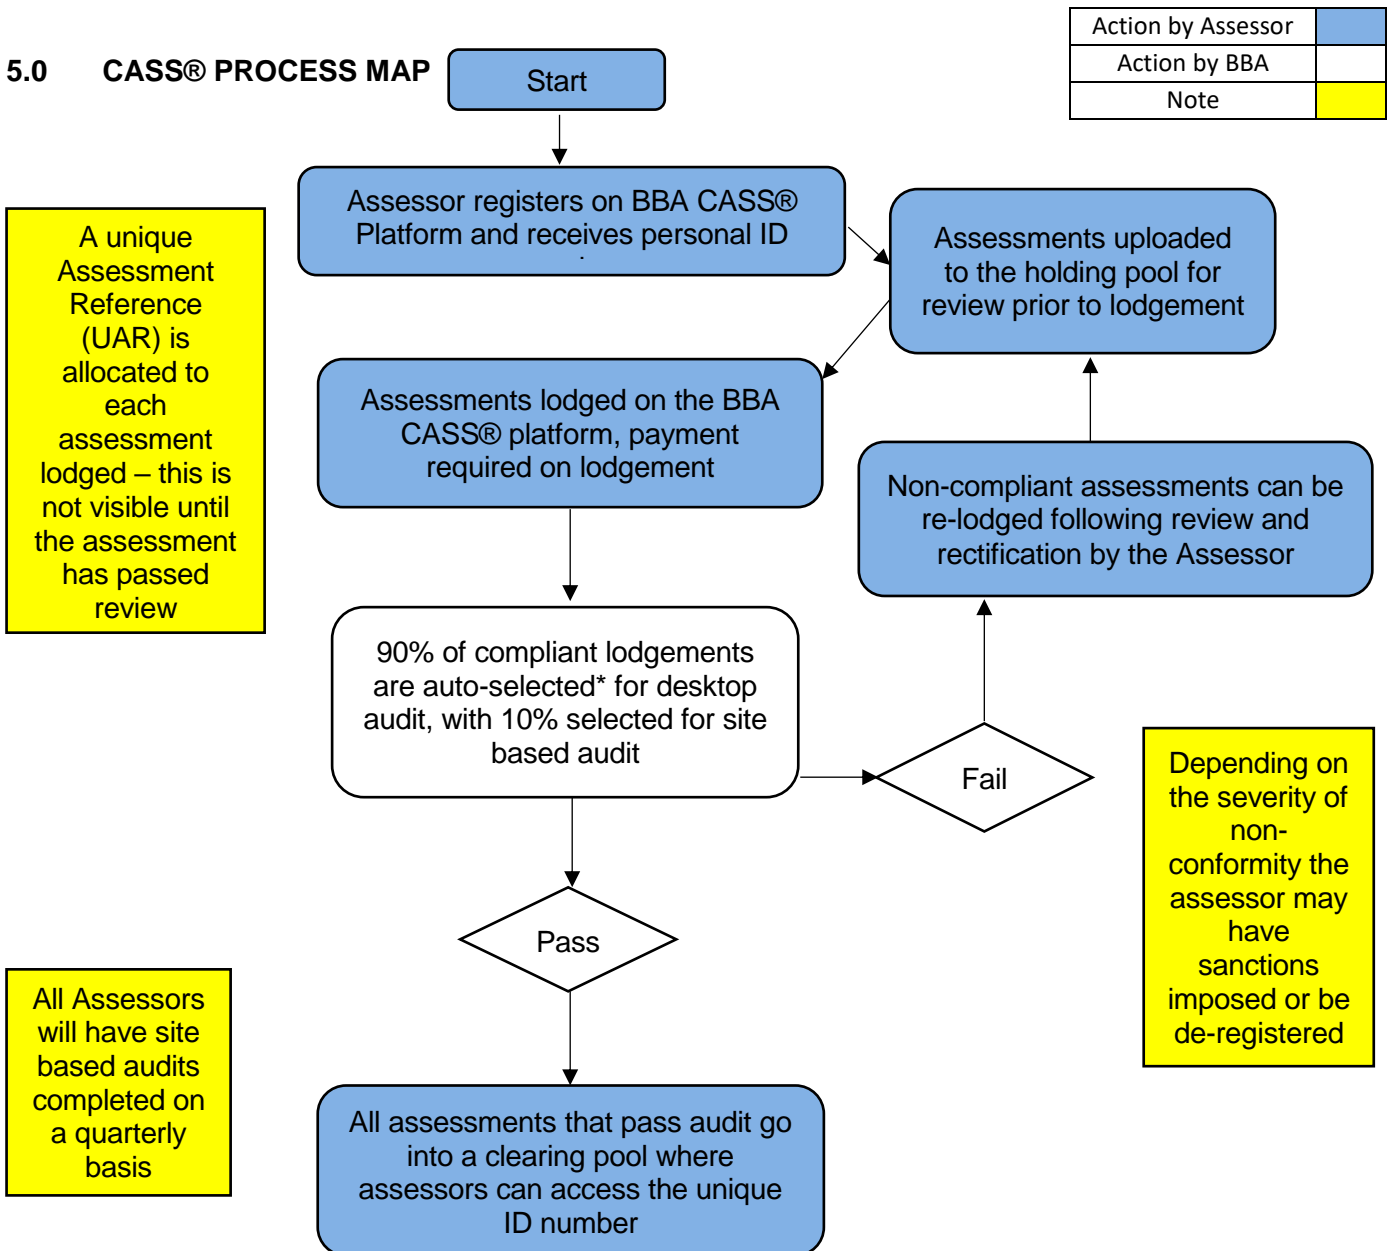 5.0 CASS® PROCESS MAP
Action by Assessor
Action by BBA
Note
Start
Assessor registers on BBA CASS®
Platform and receives personal ID
A unique
Assessment
Reference
(UAR) is
allocated to
each
assessment
lodged – this is
not visible until
the assessment
has passed
review
Assessments uploaded
to the holding pool for
review prior to lodgement
Assessments lodged on the BBA
CASS® platform, payment
required on lodgement
Non-compliant assessments can be
re-lodged following review and
rectification by the Assessor
90% of compliant lodgements
are auto-selected* for desktop
audit, with 10% selected for site
based audit
Fail
Depending on
the severity of
non-
conformity the
assessor may
have
sanctions
imposed or be
de-registered
Pass
All Assessors
will have site
based audits
completed on
a quarterly
basis
All assessments that pass audit go
into a clearing pool where
assessors can access the unique
ID number